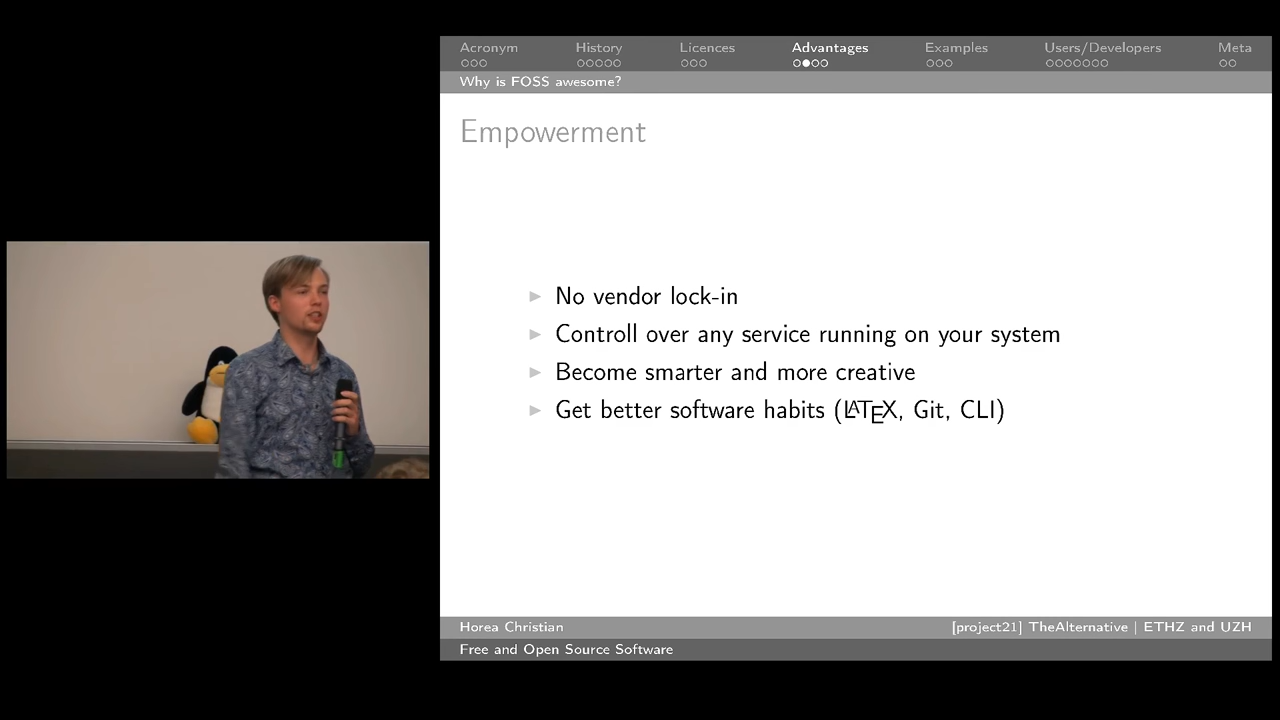 Acronym History Licences Advantages Examples Users/Developers Meta
Why is FOSS awesome?
Empowerment
No vendor lock-in
Controll over any service running on your system
Become smarter and more creative
Get better software habits (LATEX, Git, CLI)
Horea Christian [project21] TheAlternative | ETHZ and UZH
Free and Open Source Software